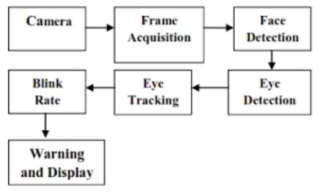 Camera
Frame
Acquisition
Face
Detection
Eye
Detection
Eye
Tracking
Blink
Rate
Warning
and Display